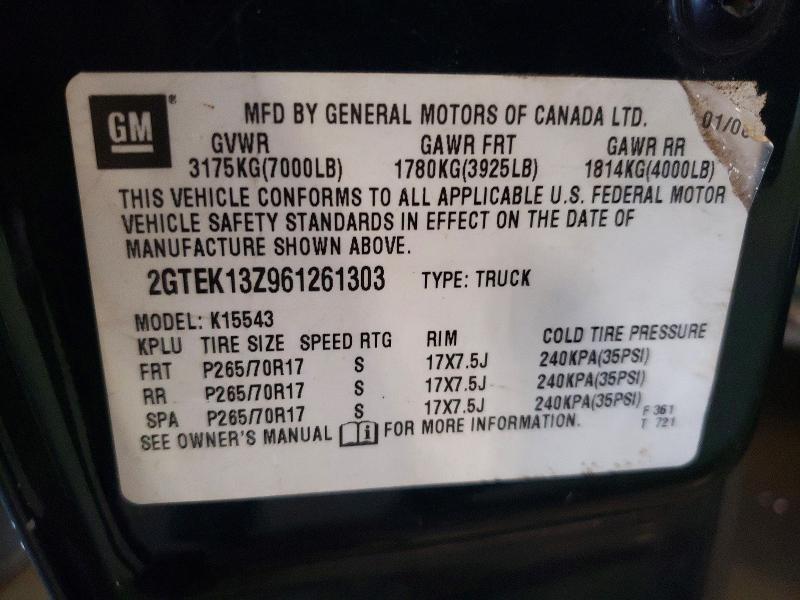 GM®
MFD BY GENERAL MOTORS OF CANADA LTD. 01/06
GVWR GAWR FRT GAWR RR
3175KG(7000LB) 1780KG(3925LB) 1814KG(4000LB)
THIS VEHICLE CONFORMS TO ALL APPLICABLE U.S. FEDERAL MOTOR
VEHICLE SAFETY STANDARDS IN EFFECT ON THE DATE OF
MANUFACTURE SHOWN ABOVE.
2GTEK13Z961261303 TYPE: TRUCK
MODEL: K15543
KPLU TIRE SIZE SPEED RTG RIM COLD TIRE PRESSURE
FRT P265/70R17 S 17X7.5J 240KPA(35PSI)
RR P265/70R17 S 17X7.5J 240KPA(35PSI)
SPA P265/70R17 S 17X7.5J 240KPA(35PSI)
F 361
T 721
SEE OWNER'S MANUAL i FOR MORE INFORMATION.